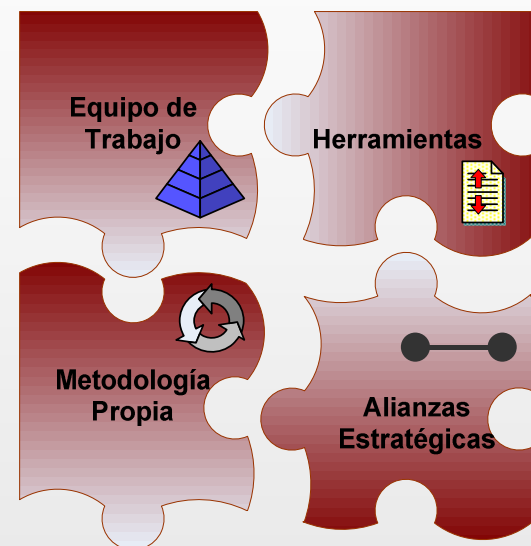 Equipo de
Trabajo
Herramientas
Metodología
Propia
Alianzas
Estratégicas